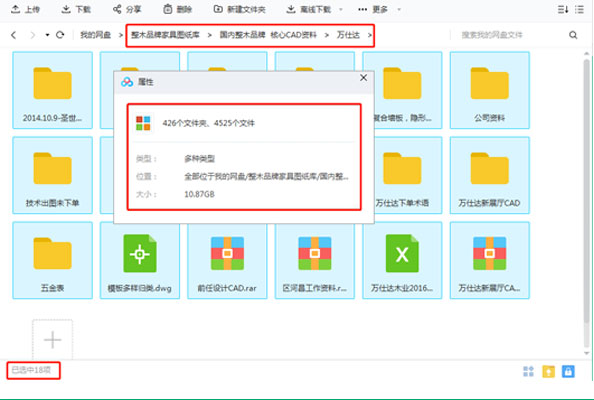 上传 下载 分享 删除 新建文件夹 离线下载 更多
我的网盘 > 整木品牌家具图纸库 > 国内整木品牌 核心CAD资料 > 万仕达 > 搜索我的网盘文件
属性
426个文件夹、4525个文件
类型： 多种类型
位置： 全部位于我的网盘/整木品牌家具图纸库/国内整...
大小： 10.87GB
2014.10.9-圣世... 复合墙板，隐形... 公司资料
技术出图未下单 万仕达下单术语 万仕达新展厅CAD
五金表 模板多样归类.dwg 前任设计CAD.rar 区河县工作资料.r... 万仕达木业2016... 万仕达新展厅CA...
已选中18项